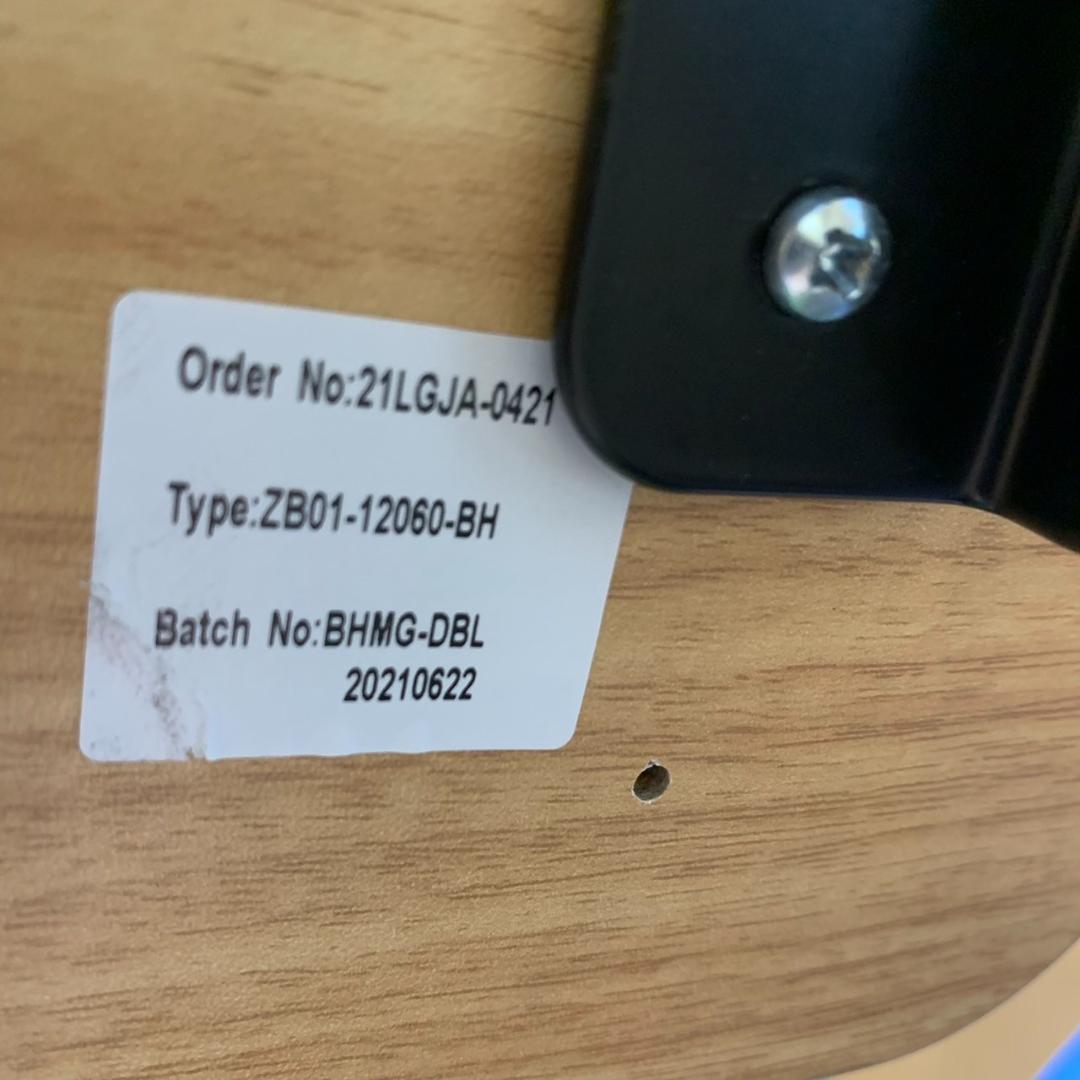 Order No:21LGJA-0421
Type:ZB01-12060-BH
Batch No:BHMG-DBL
20210622